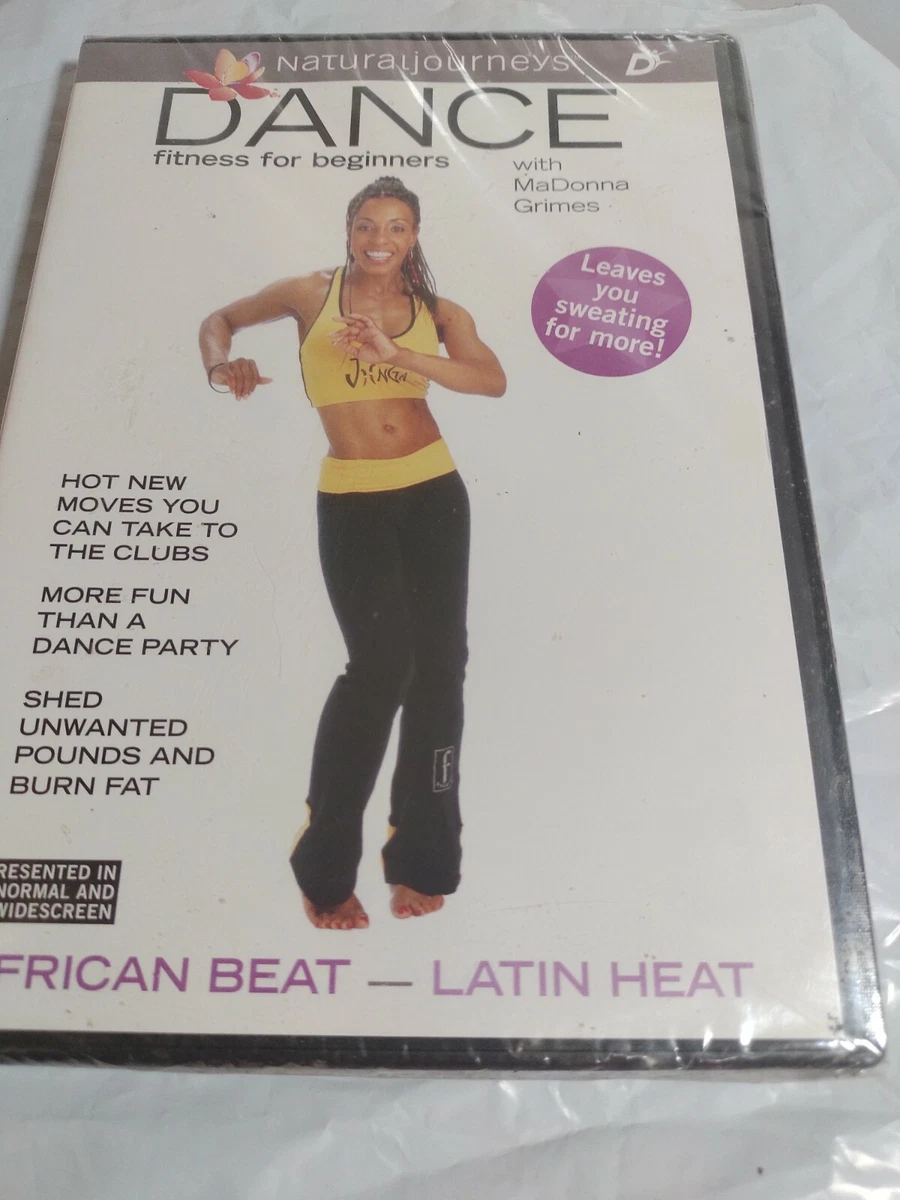 Naturaljourneys
D
DANCE
fitness for beginners
with
MaDonna
Grimes
Leaves
you
sweating
for more!
HOT NEW
MOVES YOU
CAN TAKE TO
THE CLUBS
MORE FUN
THAN A
DANCE PARTY
SHED
UNWANTED
POUNDS AND
BURN FAT
RESENTED IN
NORMAL AND
WIDESCREEN
FRICAN BEAT — LATIN HEAT